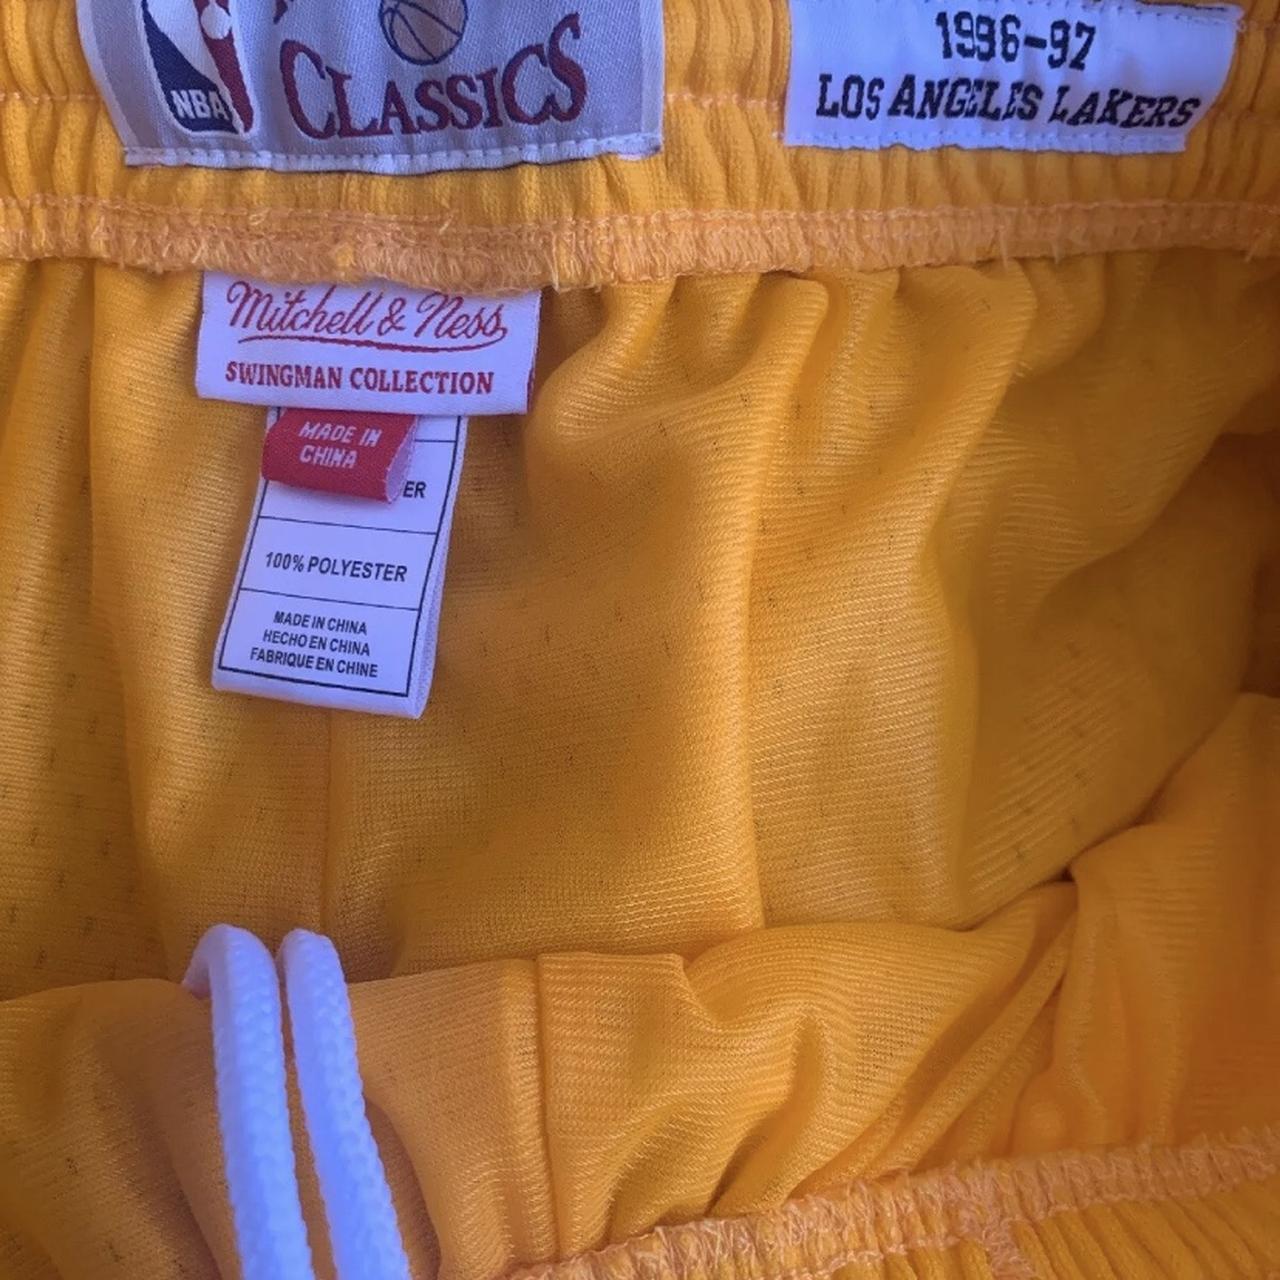 NBA
CLASSICS
1996-97
LOS ANGELES LAKERS
Mitchell & Ness
SWINGMAN COLLECTION
MADE IN
CHINA
ER
100% POLYESTER
MADE IN CHINA
HECHO EN CHINA
FABRIQUE EN CHINE